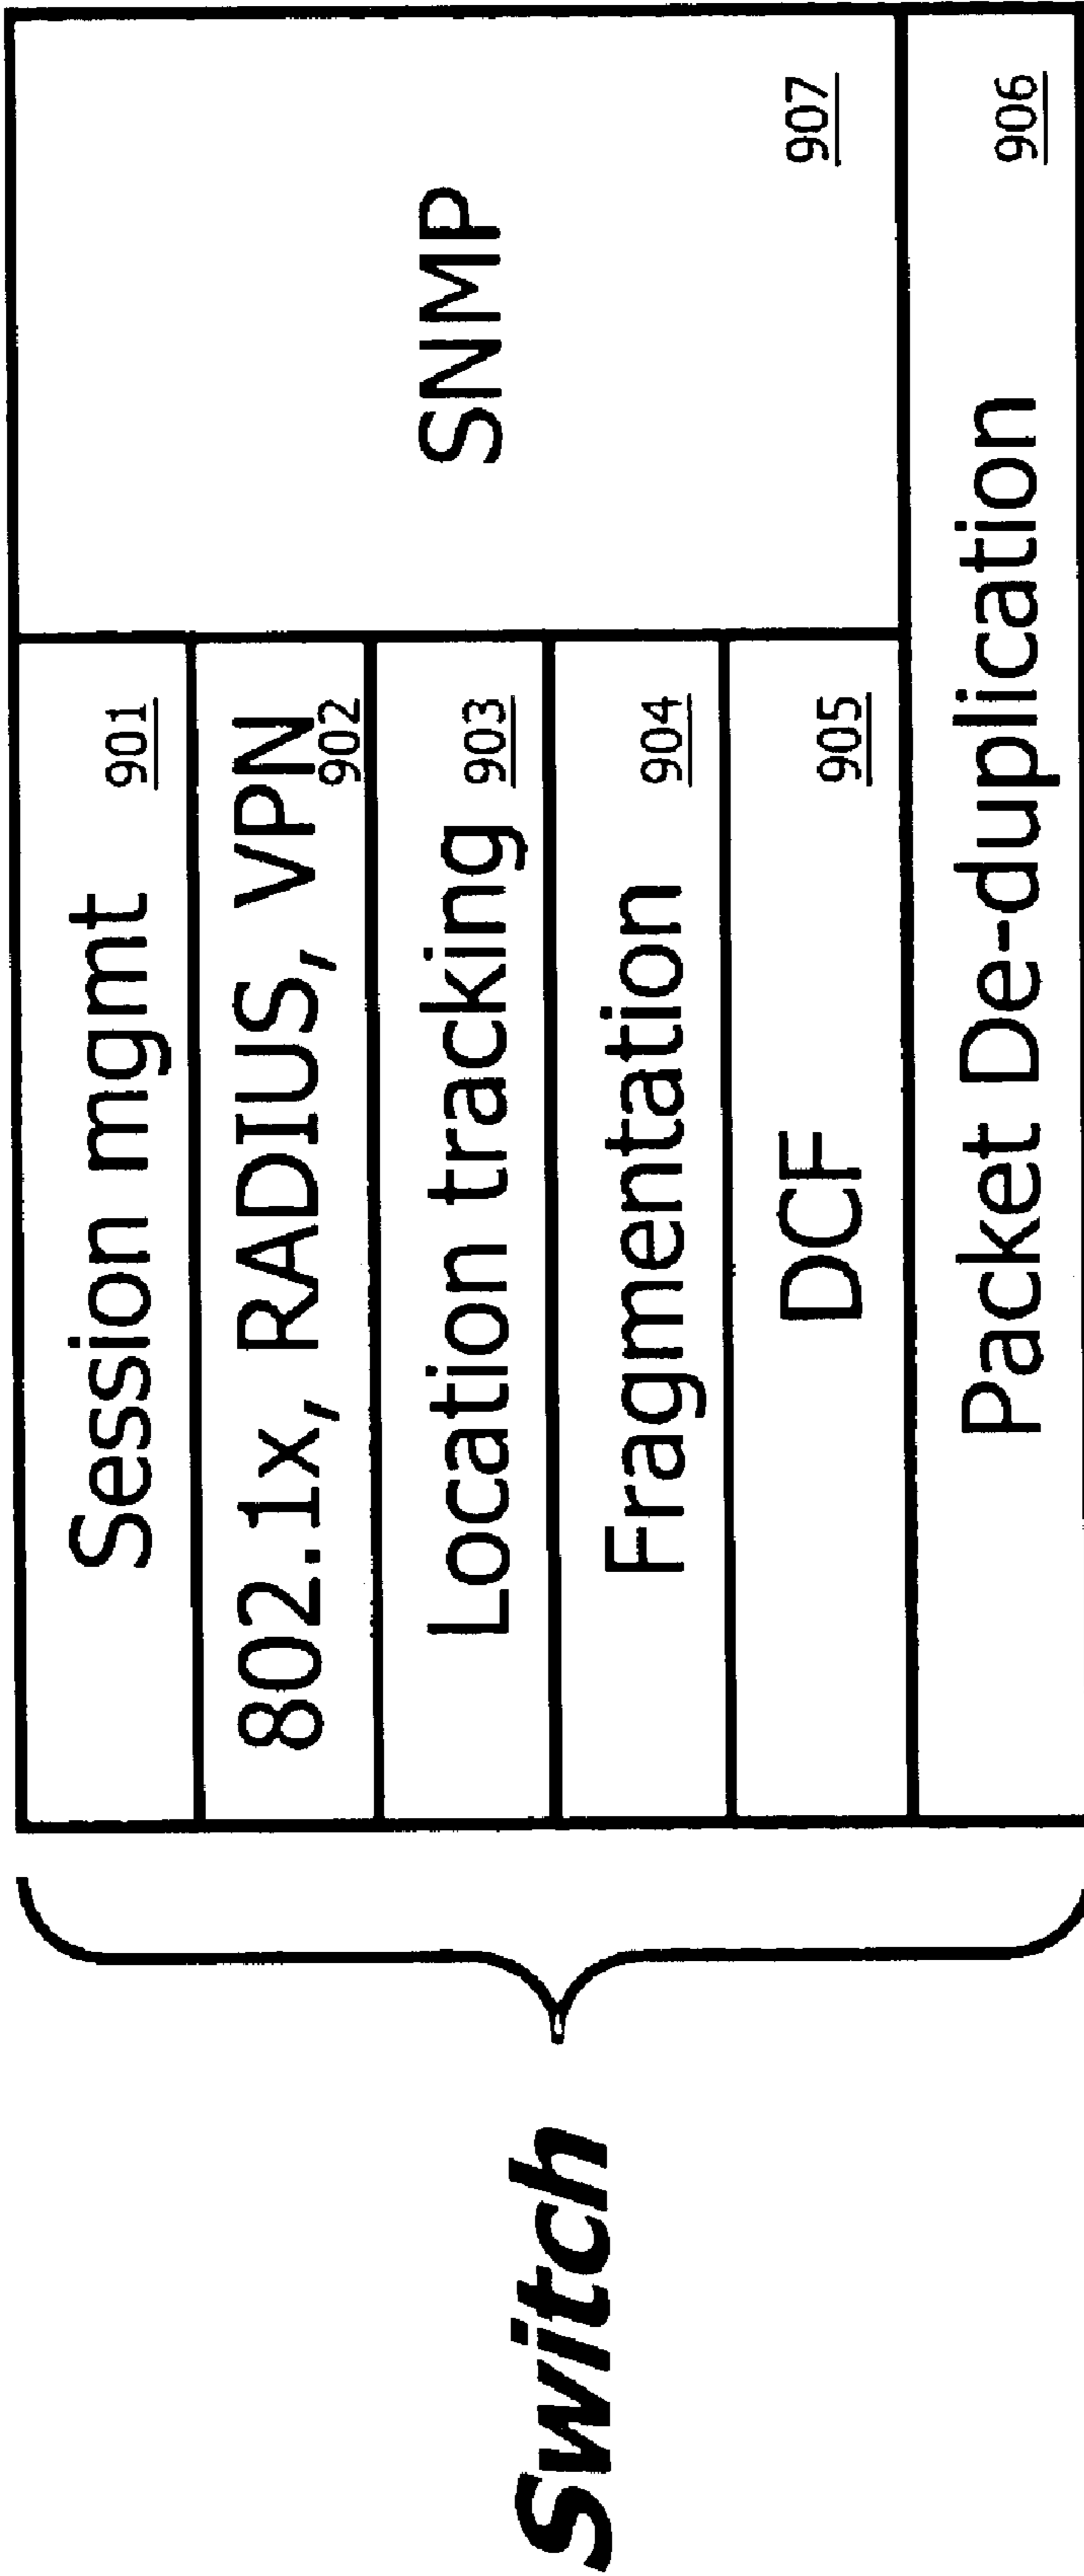 Switch
Session mgmt
901
802.1x, RADIUS, VPN
902
Location tracking
903
Fragmentation
904
DCF
905
SNMP
907
Packet De-duplication
906